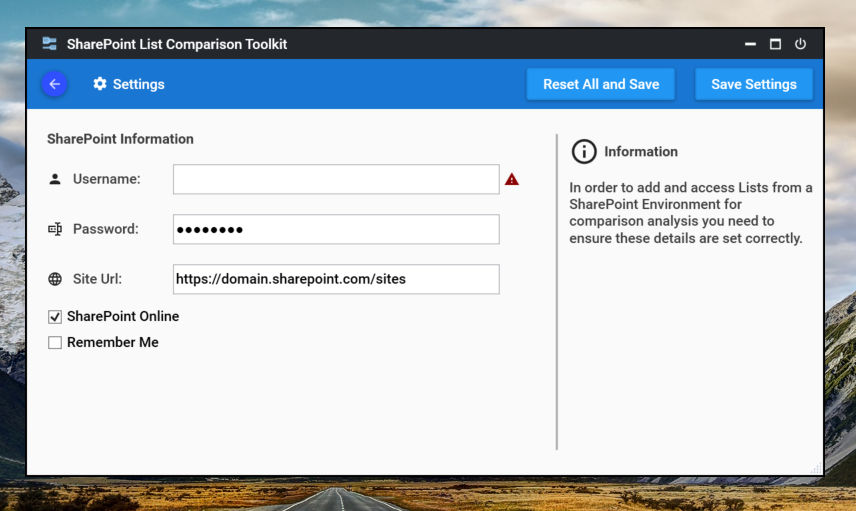 SharePoint List Comparison Toolkit
Settings
Reset All and Save
Save Settings
SharePoint Information
Username:
Password:
●●●●●●●●
Site Url:
https://domain.sharepoint.com/sites
SharePoint Online
Remember Me
Information
In order to add and access Lists from a
SharePoint Environment for
comparison analysis you need to
ensure these details are set correctly.